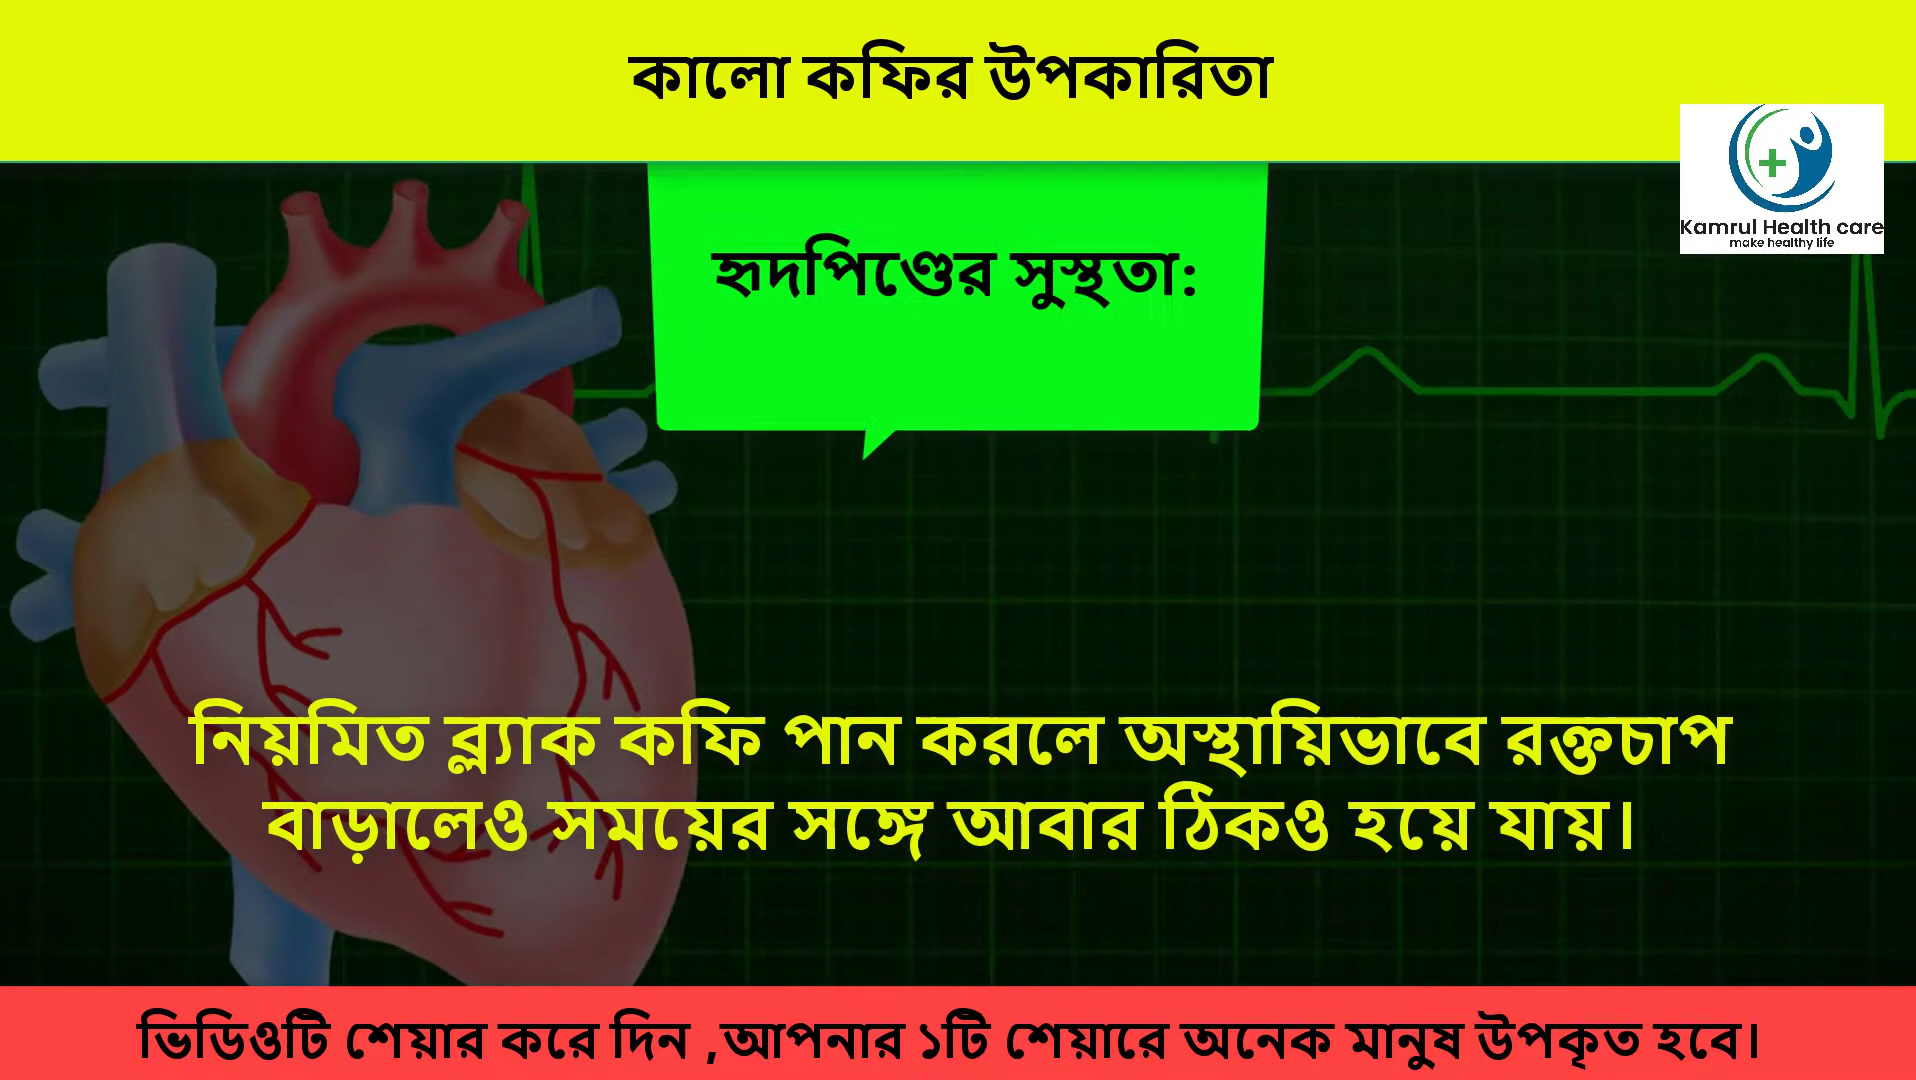 কালো কফির উপকারিতা
Kamrul Health care
make healthy life
হৃদপিণ্ডের সুস্থতা:
নিয়মিত ব্ল্যাক কফি পান করলে অস্থায়িভাবে রক্তচাপ
বাড়ালেও সময়ের সঙ্গে আবার ঠিকও হয়ে যায়।
ভিডিওটি শেয়ার করে দিন ,আপনার ১টি শেয়ারে অনেক মানুষ উপকৃত হবে।